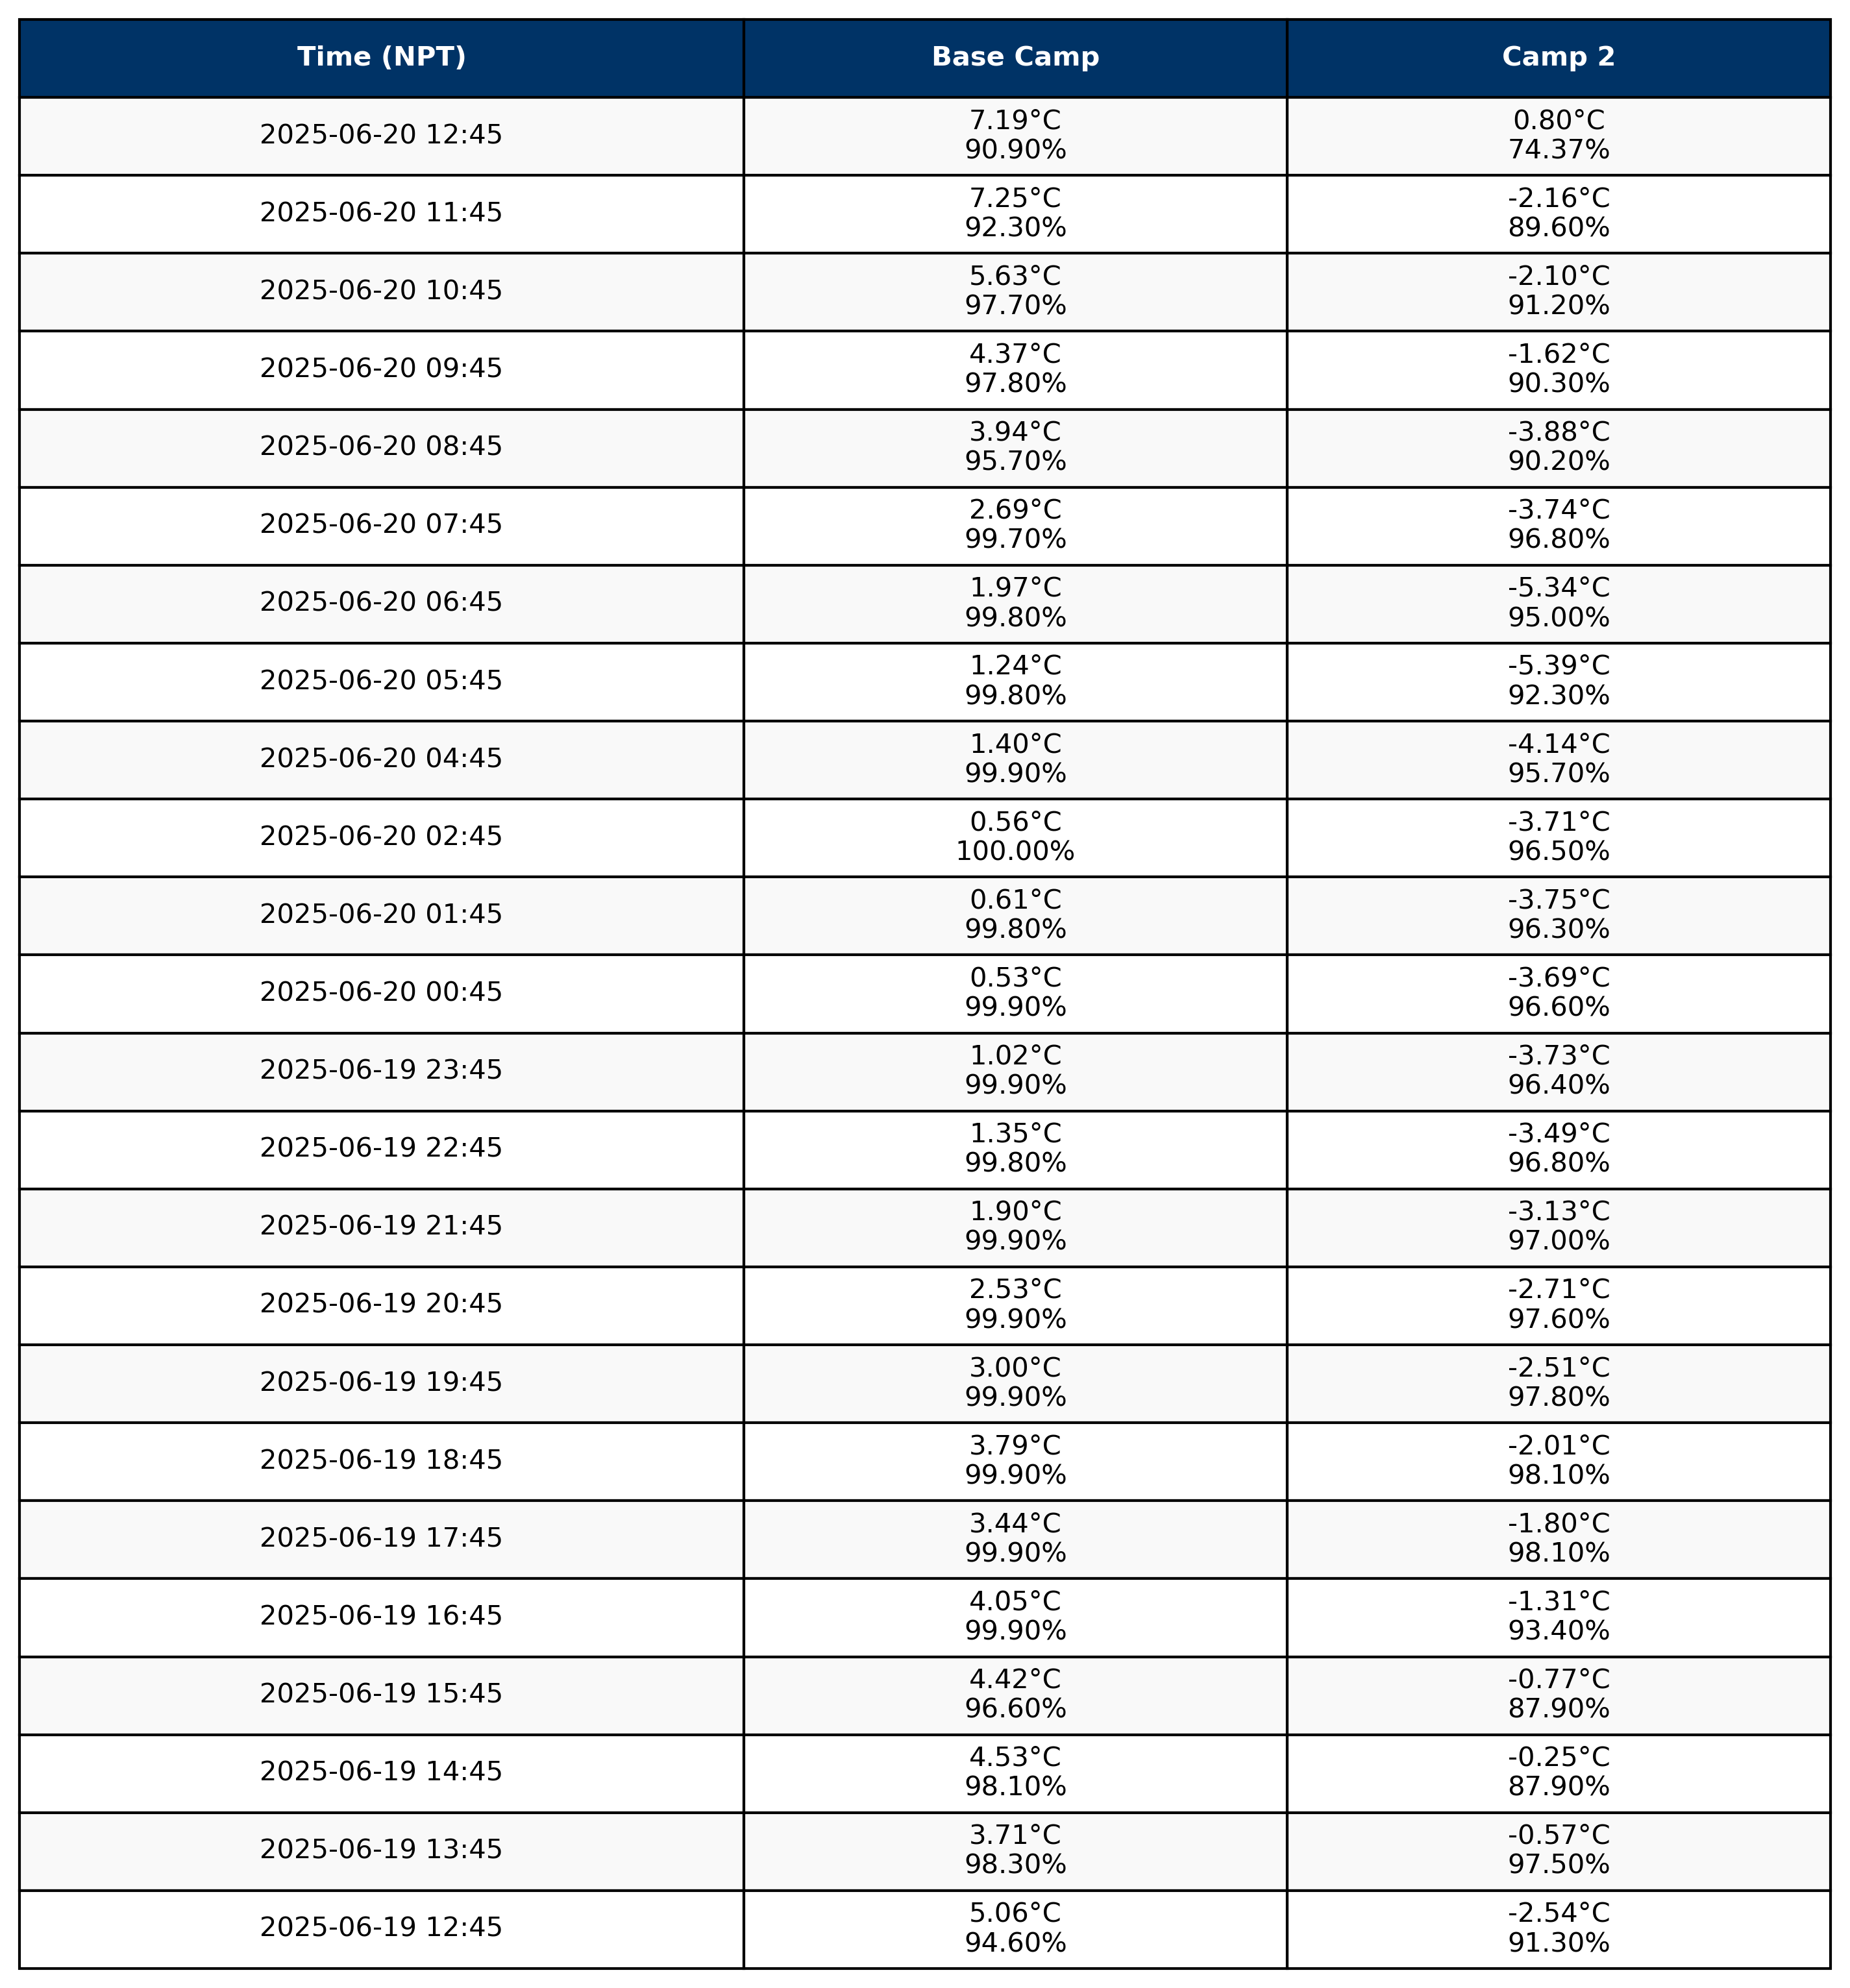 Time (NPT) Base Camp Camp 2
2025-06-20 12:45 7.19°C 0.80°C
90.90% 74.37%
2025-06-20 11:45 7.25°C -2.16°C
92.30% 89.60%
2025-06-20 10:45 5.63°C -2.10°C
97.70% 91.20%
2025-06-20 09:45 4.37°C -1.62°C
97.80% 90.30%
2025-06-20 08:45 3.94°C -3.88°C
95.70% 90.20%
2025-06-20 07:45 2.69°C -3.74°C
99.70% 96.80%
2025-06-20 06:45 1.97°C -5.34°C
99.80% 95.00%
2025-06-20 05:45 1.24°C -5.39°C
99.80% 92.30%
2025-06-20 04:45 1.40°C -4.14°C
99.90% 95.70%
2025-06-20 02:45 0.56°C -3.71°C
100.00% 96.50%
2025-06-20 01:45 0.61°C -3.75°C
99.80% 96.30%
2025-06-20 00:45 0.53°C -3.69°C
99.90% 96.60%
2025-06-19 23:45 1.02°C -3.73°C
99.90% 96.40%
2025-06-19 22:45 1.35°C -3.49°C
99.80% 96.80%
2025-06-19 21:45 1.90°C -3.13°C
99.90% 97.00%
2025-06-19 20:45 2.53°C -2.71°C
99.90% 97.60%
2025-06-19 19:45 3.00°C -2.51°C
99.90% 97.80%
2025-06-19 18:45 3.79°C -2.01°C
99.90% 98.10%
2025-06-19 17:45 3.44°C -1.80°C
99.90% 98.10%
2025-06-19 16:45 4.05°C -1.31°C
99.90% 93.40%
2025-06-19 15:45 4.42°C -0.77°C
96.60% 87.90%
2025-06-19 14:45 4.53°C -0.25°C
98.10% 87.90%
2025-06-19 13:45 3.71°C -0.57°C
98.30% 97.50%
2025-06-19 12:45 5.06°C -2.54°C
94.60% 91.30%